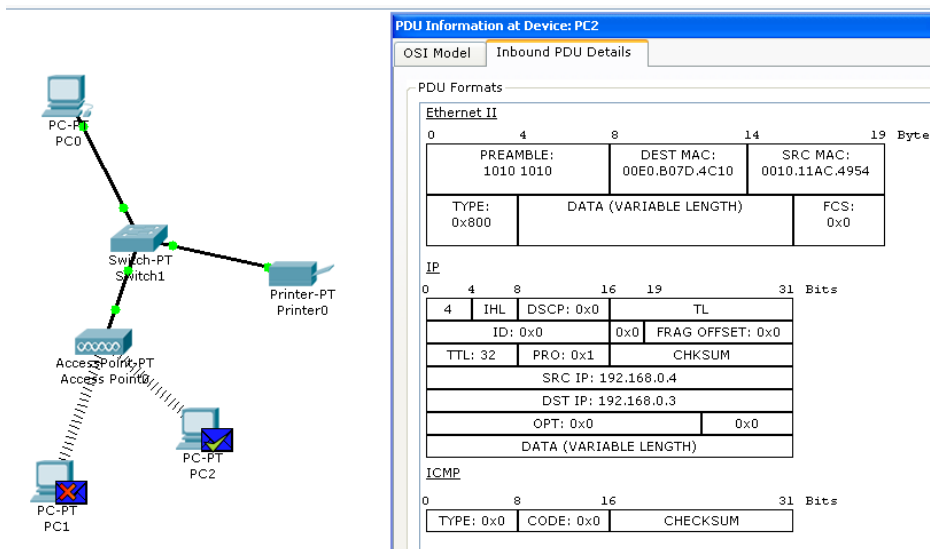 PDU Information at Device: PC2
OSI Model Inbound PDU Details
PDU Formats
Ethernet II
0 4 8 14 19 Byte
PREAMBLE: 1010 1010 DEST MAC: 00E0.B07D.4C10 SRC MAC: 0010.11AC.4954
TYPE: 0x800 DATA (VARIABLE LENGTH) FCS: 0x0
IP
0 4 8 16 19 31 Bits
4 IHL DSCP: 0x0 TL
ID: 0x0 0x0 FRAG OFFSET: 0x0
TTL: 32 PRO: 0x1 CHKSUM
SRC IP: 192.168.0.4
DST IP: 192.168.0.3
OPT: 0x0 0x0
DATA (VARIABLE LENGTH)
ICMP
0 8 16 31 Bits
TYPE: 0x0 CODE: 0x0 CHECKSUM
PC-PT
PC0
Switch-PT
Switch1
Printer-PT
Printer0
AccessPoint-PT
Access Point0
PC-PT
PC2
PC-PT
PC1